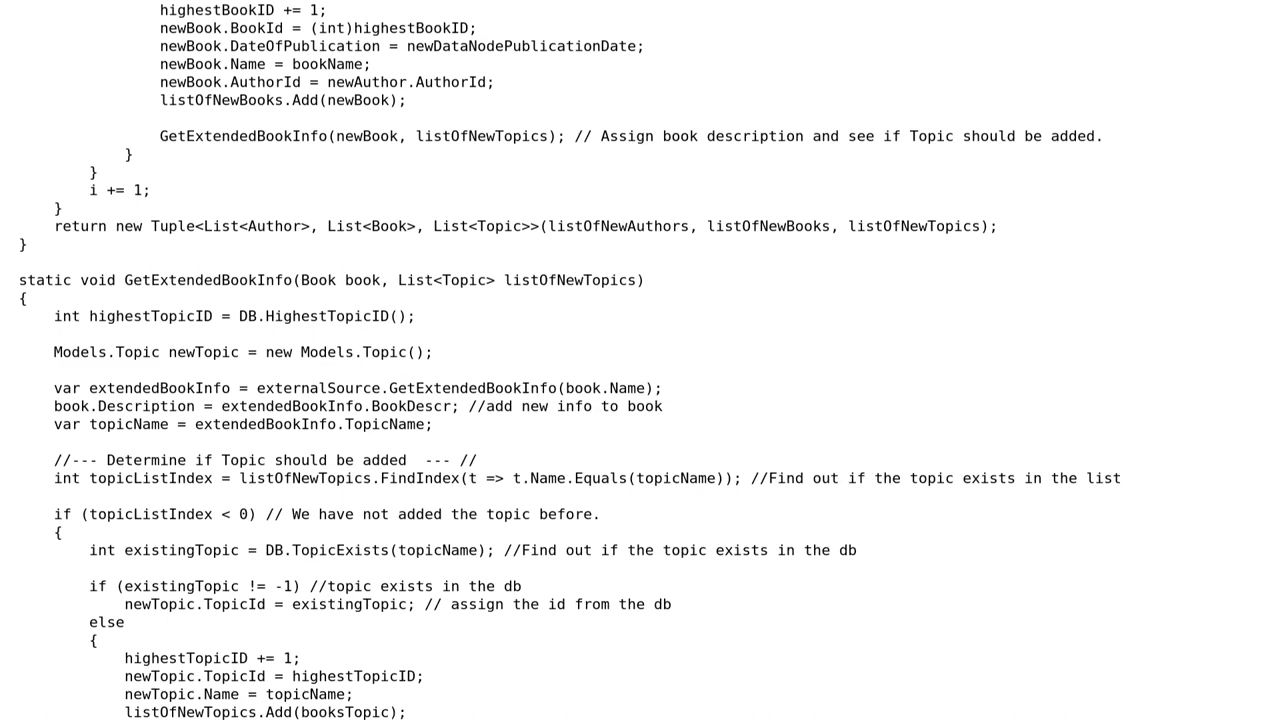 highestBookID += 1;
newBook.BookId = (int)highestBookID;
newBook.DateOfPublication = newDataNodePublicationDate;
newBook.Name = bookName;
newBook.AuthorId = newAuthor.AuthorId;
listOfNewBooks.Add(newBook);
GetExtendedBookInfo(newBook, listOfNewTopics); // Assign book description and see if Topic should be added.
}
}
i += 1;
}
return new Tuple<List<Author>, List<Book>, List<Topic>>(listOfNewAuthors, listOfNewBooks, listOfNewTopics);
}
static void GetExtendedBookInfo(Book book, List<Topic> listOfNewTopics)
{
int highestTopicID = DB.HighestTopicID();
Models.Topic newTopic = new Models.Topic();
var extendedBookInfo = externalSource.GetExtendedBookInfo(book.Name);
book.Description = extendedBookInfo.BookDescr; //add new info to book
var topicName = extendedBookInfo.TopicName;
//--- Determine if Topic should be added  --- //
int topicListIndex = listOfNewTopics.FindIndex(t => t.Name.Equals(topicName)); //Find out if the topic exists in the list
if (topicListIndex < 0) // We have not added the topic before.
{
int existingTopic = DB.TopicExists(topicName); //Find out if the topic exists in the db
if (existingTopic != -1) //topic exists in the db
newTopic.TopicId = existingTopic; // assign the id from the db
else
{
highestTopicID += 1;
newTopic.TopicId = highestTopicID;
newTopic.Name = topicName;
listOfNewTopics.Add(booksTopic);